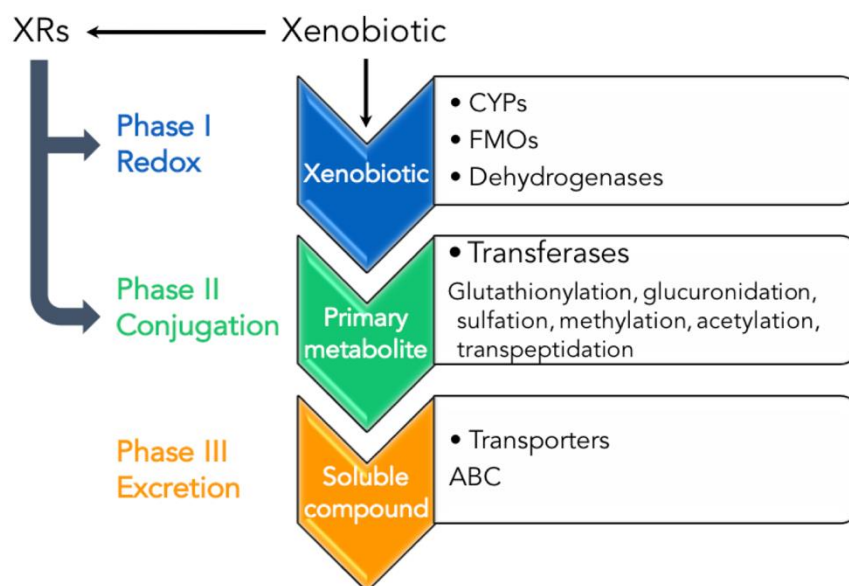 XRs
Xenobiotic
Phase I
Redox
Xenobiotic
• CYPs
• FMOs
• Dehydrogenases
Phase II
Conjugation
Primary
metabolite
• Transferases
Glutathionylation, glucuronidation,
sulfation, methylation, acetylation,
transpeptidation
Phase III
Excretion
Soluble
compound
• Transporters
ABC